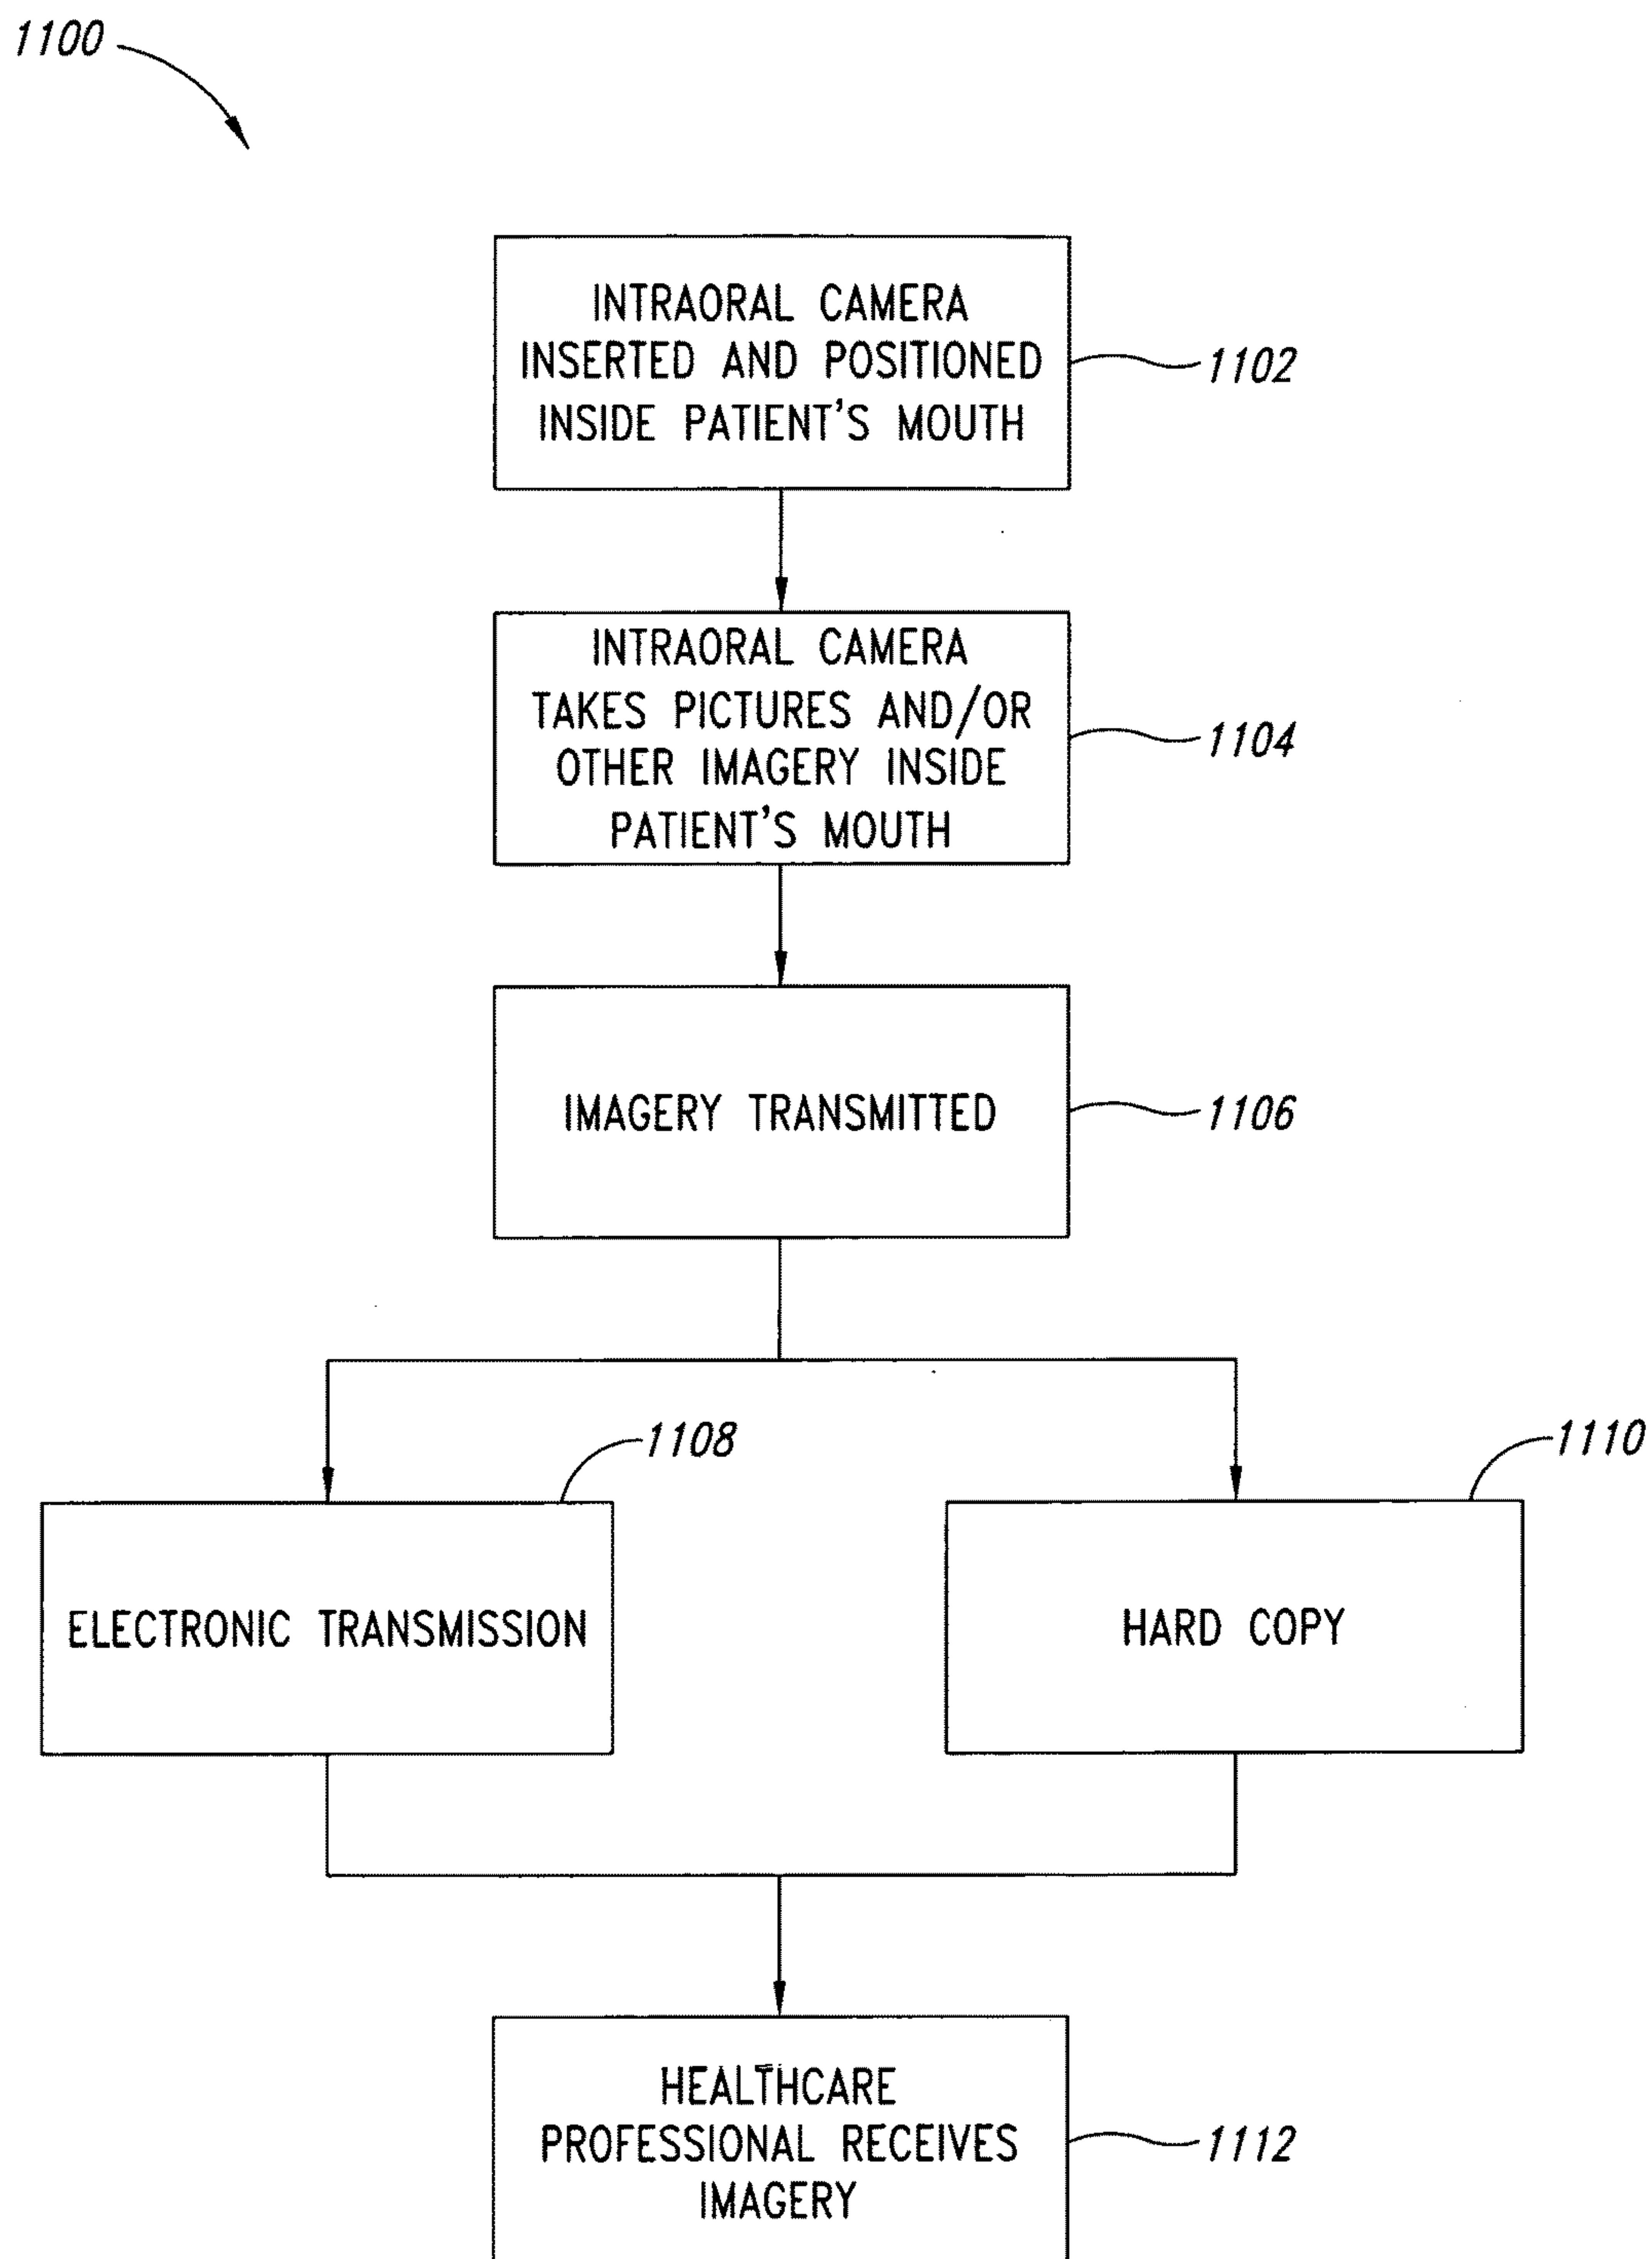 1100
INTRAORAL CAMERA
INSERTED AND POSITIONED
INSIDE PATIENT'S MOUTH
1102
INTRAORAL CAMERA
TAKES PICTURES AND/OR
OTHER IMAGERY INSIDE
PATIENT'S MOUTH
1104
IMAGERY TRANSMITTED
1106
1108
ELECTRONIC TRANSMISSION
1110
HARD COPY
HEALTHCARE
PROFESSIONAL RECEIVES
IMAGERY
1112